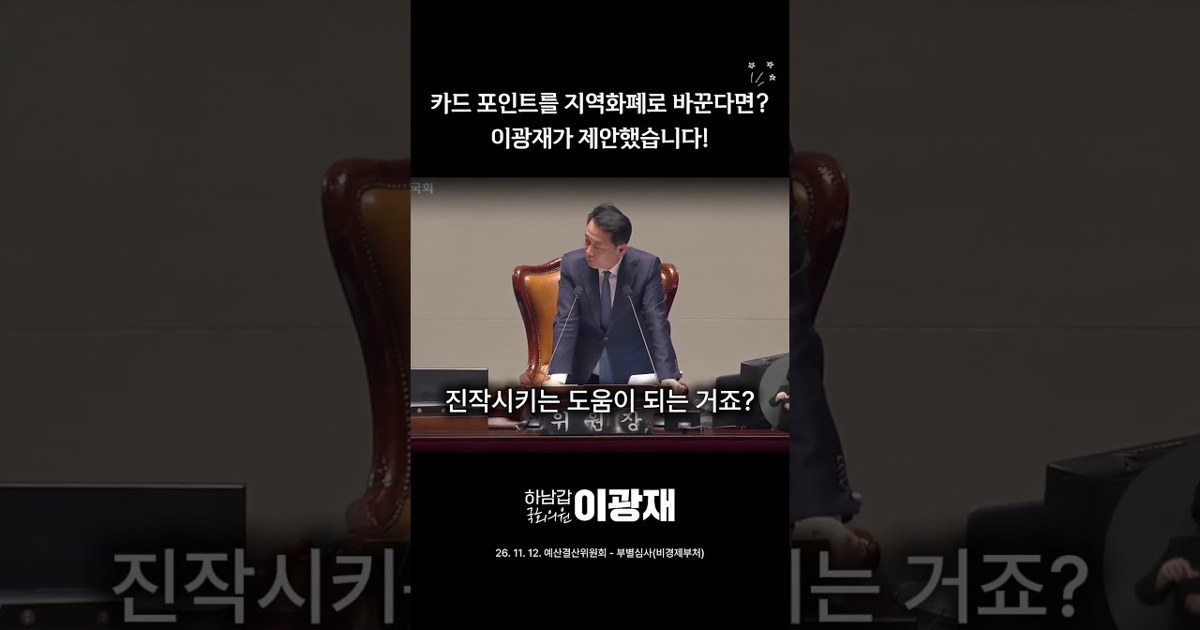 카드 포인트를 지역화폐로 바꾼다면?
이광재가 제안했습니다!
국회
진작시키는 도움이 되는 거죠?
위원장
하남갑
국회의원
이광재
26. 11. 12. 예산결산위원회 - 부별심사(비경제부처)
진작시키
는 거죠?